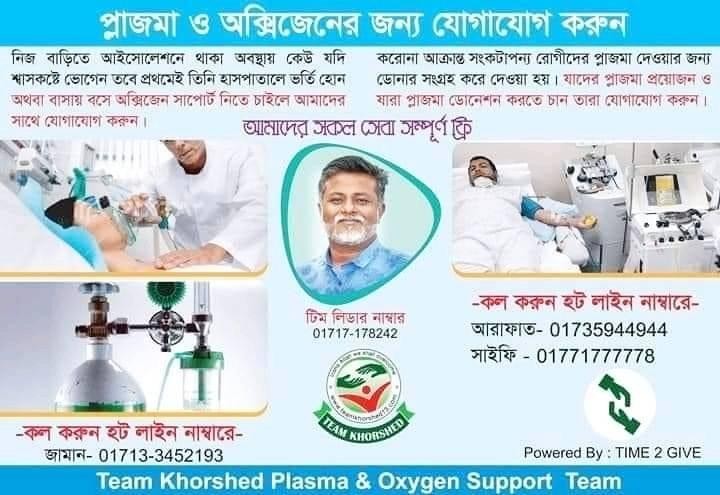 প্লাজমা ও অক্সিজেনের জন্য যোগাযোগ করুন
নিজ বাড়িতে আইসোলেশনে থাকা অবস্থায় কেউ যদি
শ্বাসকষ্টে ভোগেন তবে প্রথমেই তিনি হাসপাতালে ভর্তি হোন
অথবা বাসায় বসে অক্সিজেন সাপোর্ট নিতে চাইলে আমাদের
সাথে যোগাযোগ করুন।
করোনা আক্রান্ত সংকটাপন্য রোগীদের প্লাজমা দেওয়ার জন্য
ডোনার সংগ্রহ করে দেওয়া হয়। যাদের প্লাজমা প্রয়োজন ও
যারা প্লাজমা ডোনেশন করতে চান তারা যোগাযোগ করুন।
আমাদের সকল সেবা সম্পূর্ণ ফ্রি
টিম লিডার নাম্বার
01717-178242
www.teamkhorshed13.com
TEAM KHORSHED
-কল করুন হট লাইন নাম্বারে-
জামান- 01713-3452193
-কল করুন হট লাইন নাম্বারে-
আরাফাত- 01735944944
সাইফি - 01771777778
Powered By : TIME 2 GIVE
Team Khorshed Plasma & Oxygen Support Team